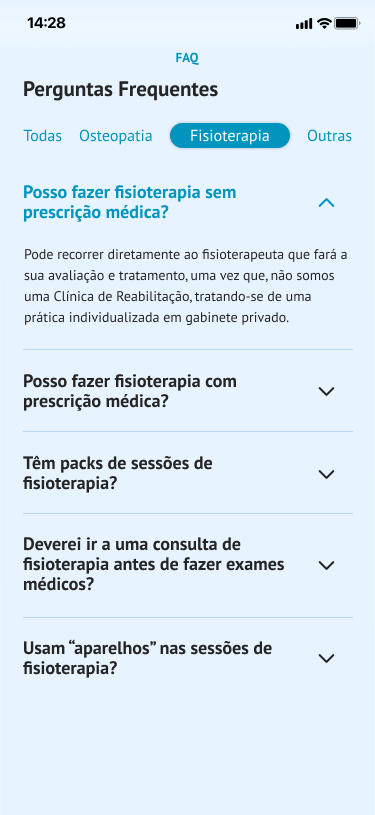 14:28
FAQ
Perguntas Frequentes
Todas Osteopatia Fisioterapia Outras
Posso fazer fisioterapia sem
prescrição médica?
Pode recorrer diretamente ao fisioterapeuta que fará a
sua avaliação e tratamento, uma vez que, não somos
uma Clínica de Reabilitação, tratando-se de uma
prática individualizada em gabinete privado.
Posso fazer fisioterapia com
prescrição médica?
Têm packs de sessões de
fisioterapia?
Deverei ir a uma consulta de
fisioterapia antes de fazer exames
médicos?
Usam “aparelhos” nas sessões de
fisioterapia?